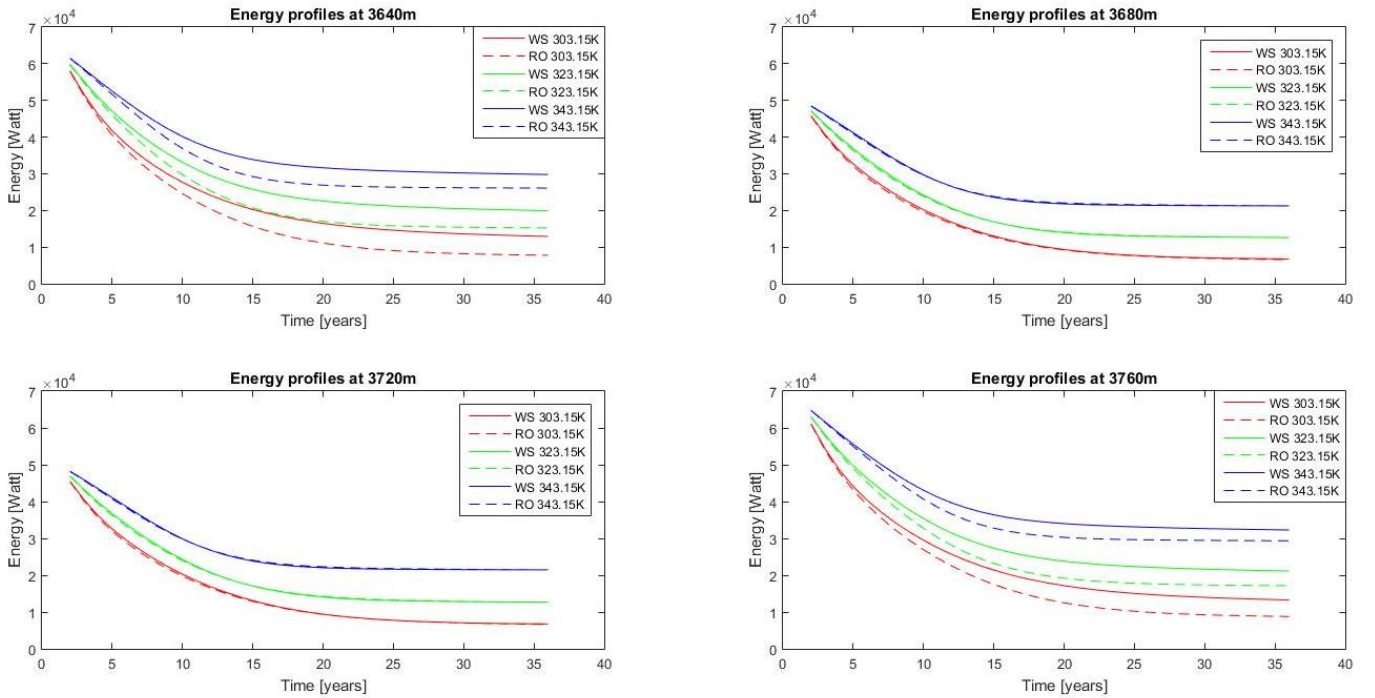 Energy profiles at 3640m
×10⁴
7
6
5
4
3
2
1
0
Energy [Watt]
0 5 10 15 20 25 30 35 40
Time [years]
WS 303.15K
RO 303.15K
WS 323.15K
RO 323.15K
WS 343.15K
RO 343.15K
Energy profiles at 3680m
×10⁴
7
6
5
4
3
2
1
0
Energy [Watt]
0 5 10 15 20 25 30 35 40
Time [years]
WS 303.15K
RO 303.15K
WS 323.15K
RO 323.15K
WS 343.15K
RO 343.15K
Energy profiles at 3720m
×10⁴
7
6
5
4
3
2
1
0
Energy [Watt]
0 5 10 15 20 25 30 35 40
Time [years]
WS 303.15K
RO 303.15K
WS 323.15K
RO 323.15K
WS 343.15K
RO 343.15K
Energy profiles at 3760m
×10⁴
7
6
5
4
3
2
1
0
Energy [Watt]
0 5 10 15 20 25 30 35 40
Time [years]
WS 303.15K
RO 303.15K
WS 323.15K
RO 323.15K
WS 343.15K
RO 343.15K